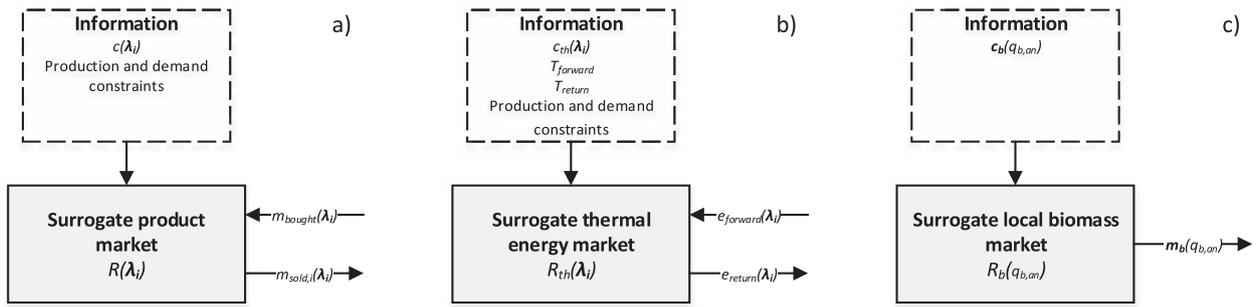 a)
Information
c(λi)
Production and demand
constraints
Surrogate product
market
R(λi)
mbought(λi)
msold,i(λi)
b)
Information
cth(λi)
Tforward
Treturn
Production and demand
constraints
Surrogate thermal
energy market
Rth(λi)
eforward(λi)
ereturn(λi)
c)
Information
cb(qb,an)
Surrogate local biomass
market
Rb(qb,an)
mb(qb,an)